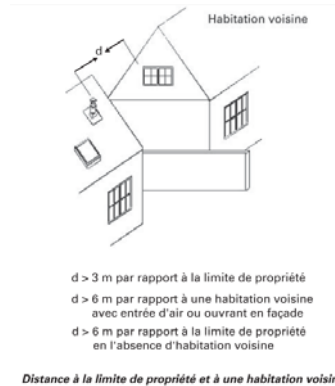 Habitation voisine
d
d > 3 m par rapport à la limite de propriété
d > 6 m par rapport à une habitation voisine
avec entrée d'air ou ouvrant en façade
d > 6 m par rapport à la limite de propriété
en l'absence d'habitation voisine
Distance à la limite de propriété et à une habitation